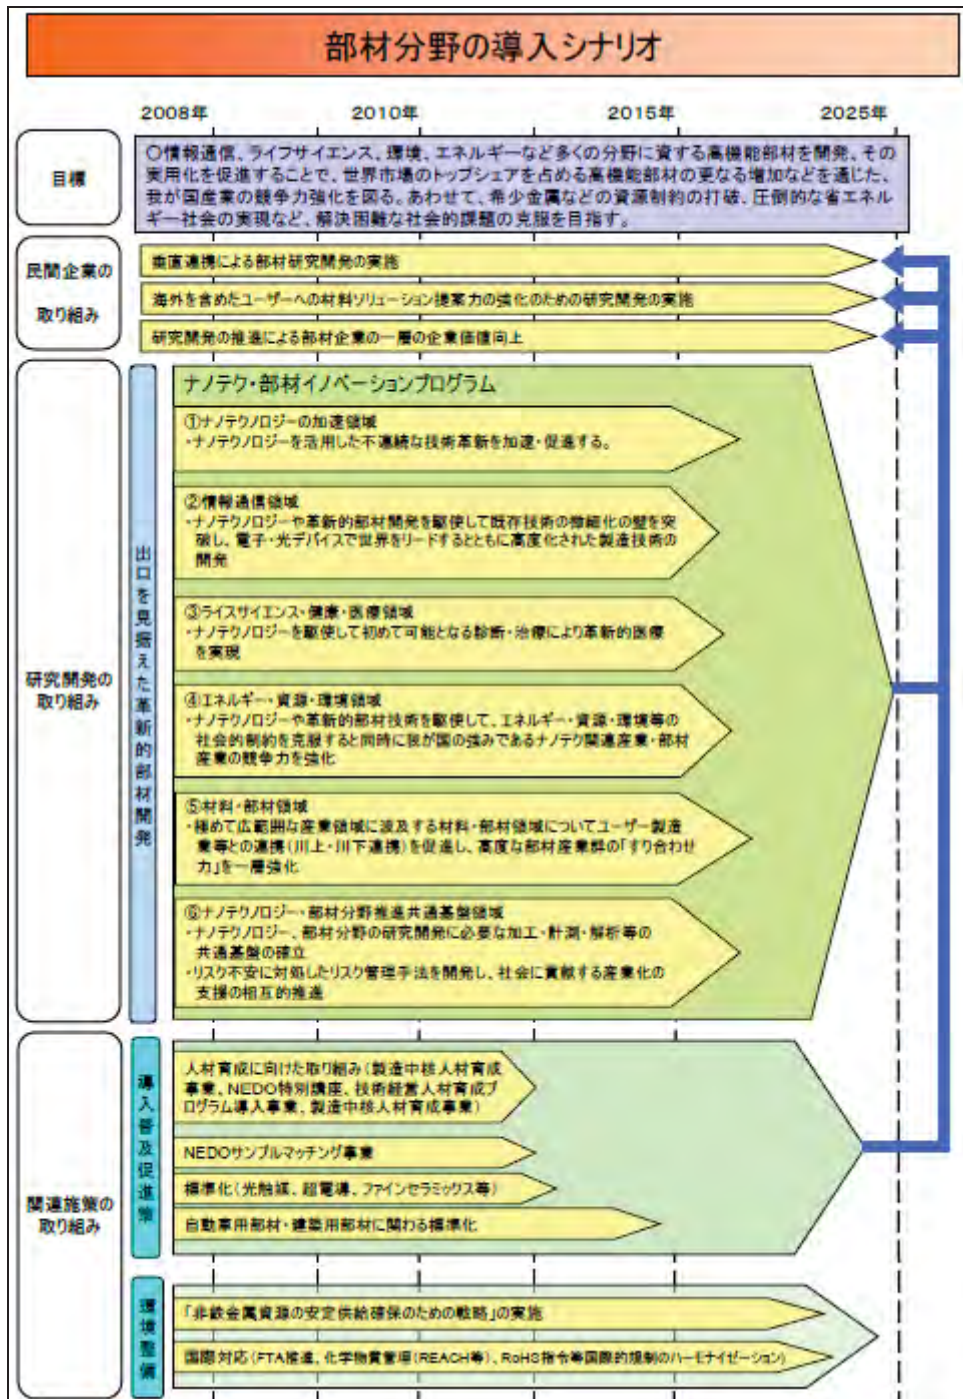 部材分野の導入シナリオ
2008年 2010年 2015年 2025年
目標
〇情報通信、ライフサイエンス、環境、エネルギーなど多くの分野に資する高機能部材を開発。その
実用化を促進することで、世界市場のトップシェアを占める高機能部材の更なる増加などを通じた、
我が国産業の競争力強化を図る。あわせて、希少金属などの資源制約の打破、圧倒的な省エネル
ギー社会の実現など、解決困難な社会的課題の克服を目指す。
民間企業の
取り組み
垂直連携による部材研究開発の実施
海外を含めたユーザーへの材料ソリューション提案力の強化のための研究開発の実施
研究開発の推進による部材企業の一層の企業価値向上
研究開発の
取り組み
出口を見据えた革新的部材開発
ナノテク・部材イノベーションプログラム
①ナノテクノロジーの加速領域
・ナノテクノロジーを活用した不連続な技術革新を加速・促進する。
②情報通信領域
・ナノテクノロジーや革新的部材開発を駆使して既存技術の微細化の壁を突
破し、電子・光デバイスで世界をリードするとともに高度化された製造技術の
開発
③ライスサイエンス・健康・医療領域
・ナノテクノロジーを駆使して初めて可能となる診断・治療により革新的医療
を実現
④エネルギー・資源・環境領域
・ナノテクノロジーや革新的部材技術を駆使して、エネルギー・資源・環境等の
社会的制約を克服すると同時に我が国の強みであるナノテク関連産業・部材
産業の競争力を強化
⑤材料・部材領域
・極めて広範囲な産業領域に波及する材料・部材領域についてユーザー製造
業等との連携(川上・川下連携)を促進し、高度な部材産業群の「すり合わせ
力」を一層強化
⑥ナノテクノロジー・部材分野推進共通基盤領域
・ナノテクノロジー、部材分野の研究開発に必要な加工・計測・解析等の
共通基盤の確立
・リスク不安に対処したリスク管理手法を開発し、社会に貢献する産業化の
支援の相互的推進
関連施策の
取り組み
導入普及促進策
人材育成に向けた取り組み(製造中核人材育成
事業、NEDO特別講座、技術経営人材育成プ
ログラム導入事業、製造中核人材育成事業)
NEDOサンプルマッチング事業
標準化(光触媒、超電導、ファインセラミックス等)
自動車用部材・建築用部材に関わる標準化
環境整備
「非鉄金属資源の安定供給確保のための戦略」の実施
国際対応(FTA推進、化学物質管理(REACH等)、RoHS指令等国際的規制のハーモナイゼーション)